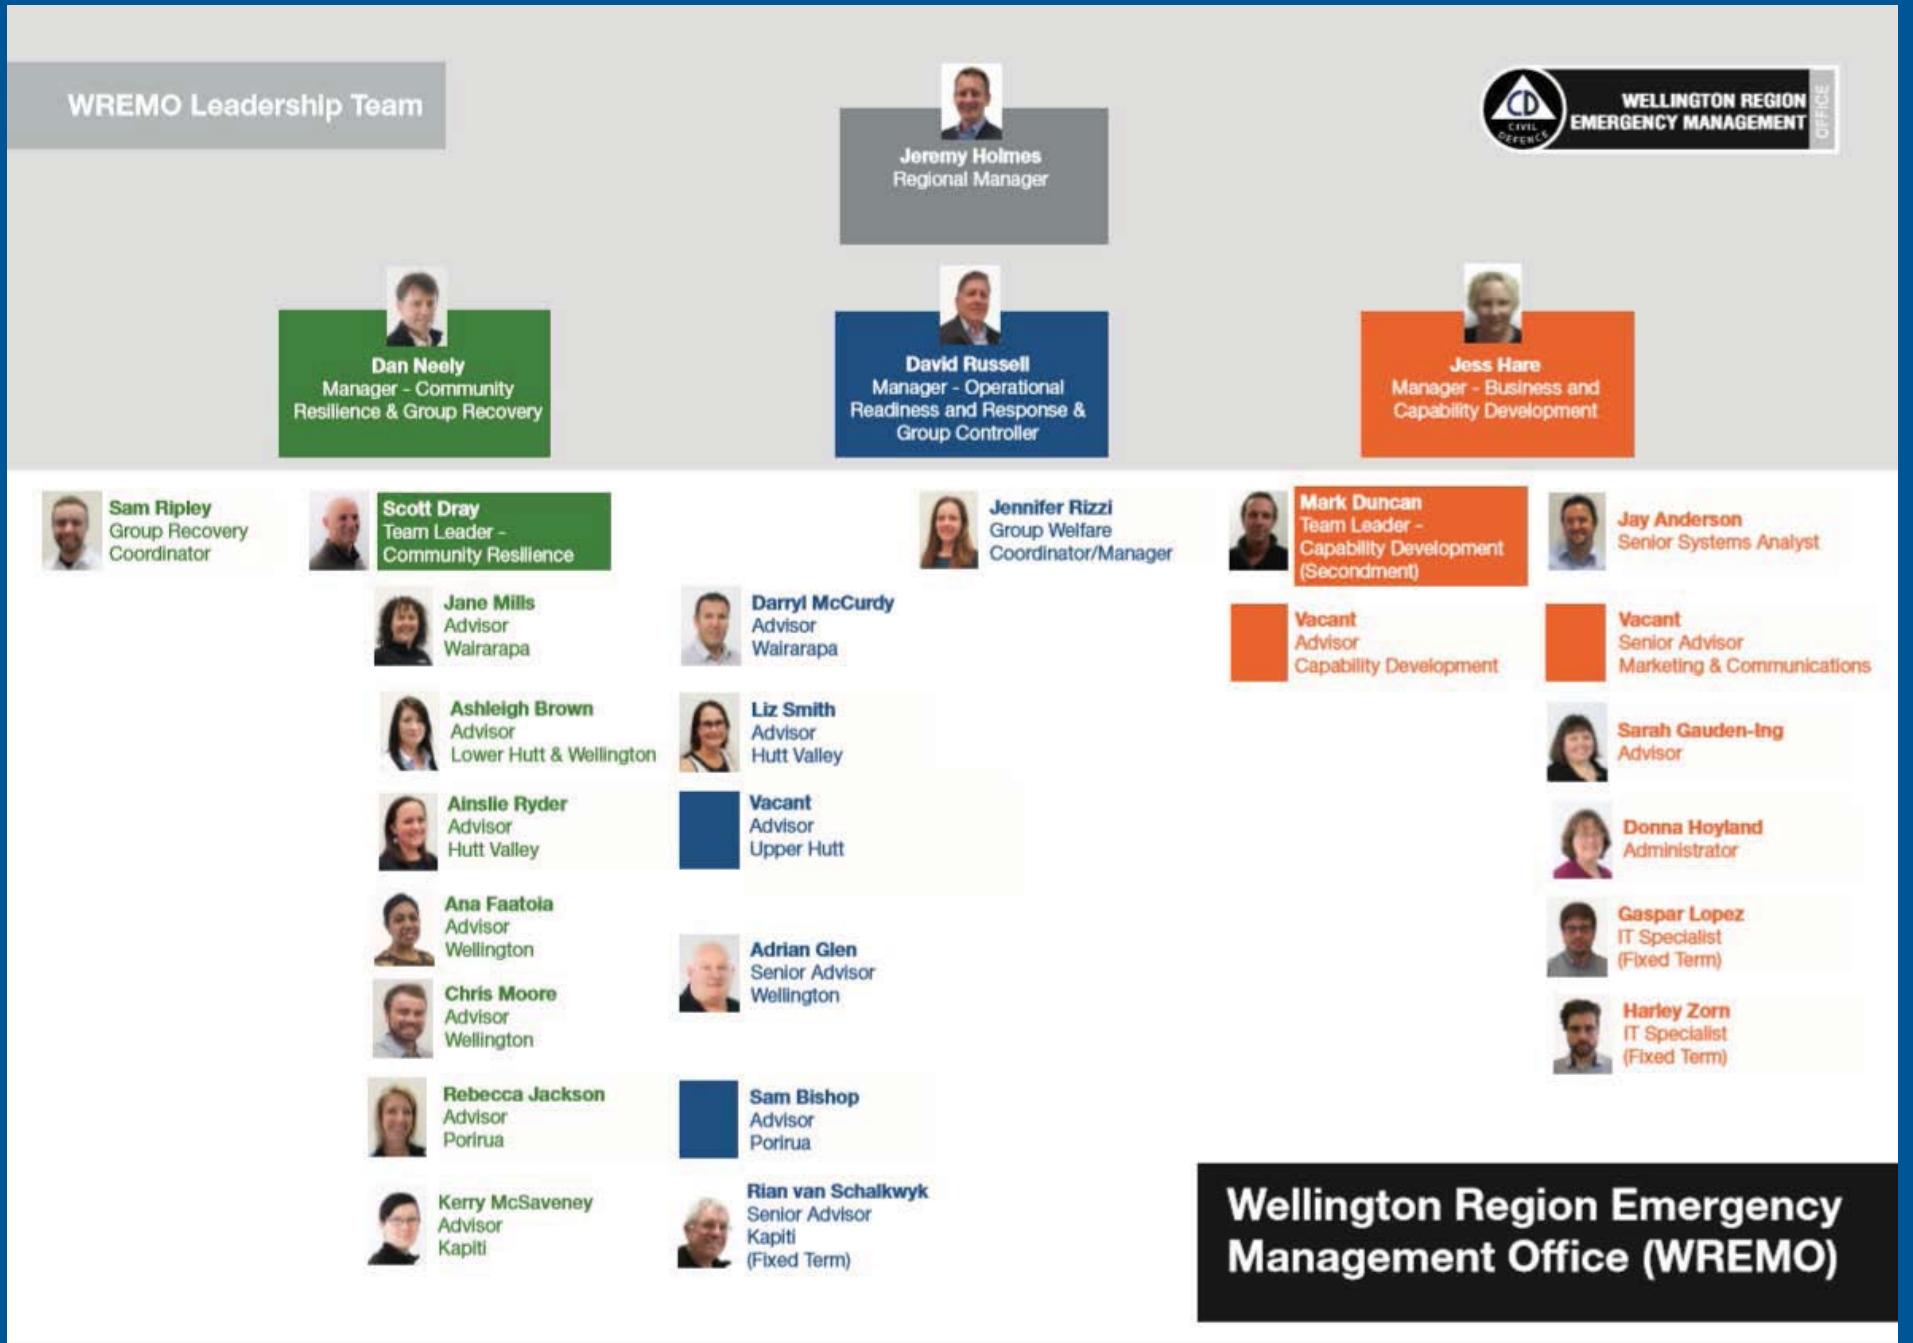 WREMO Leadership Team
CD
CIVIL
DEFENCE
WELLINGTON REGION
EMERGENCY MANAGEMENT
OFFICE
Jeremy Holmes
Regional Manager
Dan Neely
Manager - Community
Resilience & Group Recovery
David Russell
Manager - Operational
Readiness and Response &
Group Controller
Jess Hare
Manager - Business and
Capability Development
Sam Ripley
Group Recovery
Coordinator
Scott Dray
Team Leader -
Community Resilience
Jane Mills
Advisor
Wairarapa
Ashleigh Brown
Advisor
Lower Hutt & Wellington
Ainslie Ryder
Advisor
Hutt Valley
Ana Faatoia
Advisor
Wellington
Chris Moore
Advisor
Wellington
Rebecca Jackson
Advisor
Porirua
Kerry McSaveney
Advisor
Kapiti
Jennifer Rizzi
Group Welfare
Coordinator/Manager
Darryl McCurdy
Advisor
Wairarapa
Liz Smith
Advisor
Hutt Valley
Vacant
Advisor
Upper Hutt
Adrian Glen
Senior Advisor
Wellington
Sam Bishop
Advisor
Porirua
Rian van Schalkwyk
Senior Advisor
Kapiti
(Fixed Term)
Mark Duncan
Team Leader -
Capability Development
(Secondment)
Vacant
Advisor
Capability Development
Jay Anderson
Senior Systems Analyst
Vacant
Senior Advisor
Marketing & Communications
Sarah Gauden-Ing
Advisor
Donna Hoyland
Administrator
Gaspar Lopez
IT Specialist
(Fixed Term)
Harley Zorn
IT Specialist
(Fixed Term)
Wellington Region Emergency
Management Office (WREMO)